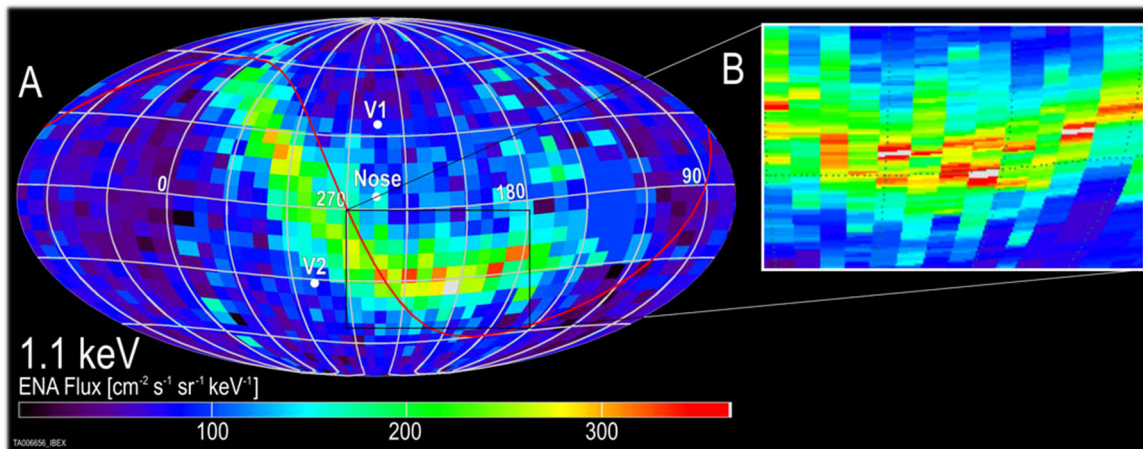 A
B
V1
Nose
0
270
180
90
V2
1.1 keV
ENA Flux [cm⁻² s⁻¹ sr⁻¹ keV⁻¹]
100
200
300
TA006656_IBEX